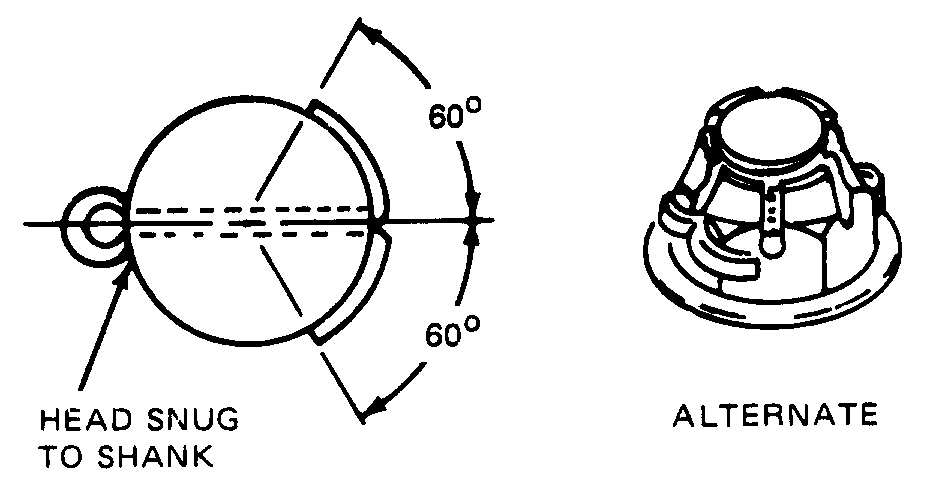 60°
60°
HEAD SNUG
TO SHANK
ALTERNATE